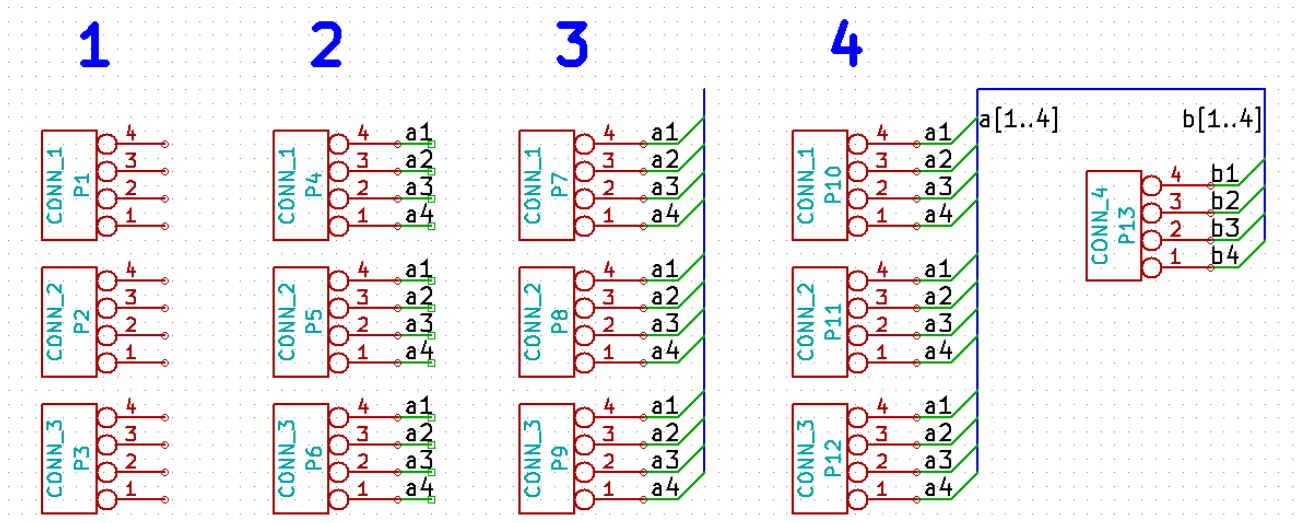 1
2
3
4
CONN_1
P1
4
3
2
1
CONN_2
P2
4
3
2
1
CONN_3
P3
4
3
2
1
CONN_1
P4
4 a1
3 a2
2 a3
1 a4
CONN_2
P5
4 a1
3 a2
2 a3
1 a4
CONN_3
P6
4 a1
3 a2
2 a3
1 a4
CONN_1
P7
4 a1
3 a2
2 a3
1 a4
CONN_2
P8
4 a1
3 a2
2 a3
1 a4
CONN_3
P9
4 a1
3 a2
2 a3
1 a4
CONN_1
P10
4 a1
3 a2
2 a3
1 a4
CONN_2
P11
4 a1
3 a2
2 a3
1 a4
CONN_3
P12
4 a1
3 a2
2 a3
1 a4
a[1..4]
b[1..4]
CONN_4
P13
4 b1
3 b2
2 b3
1 b4